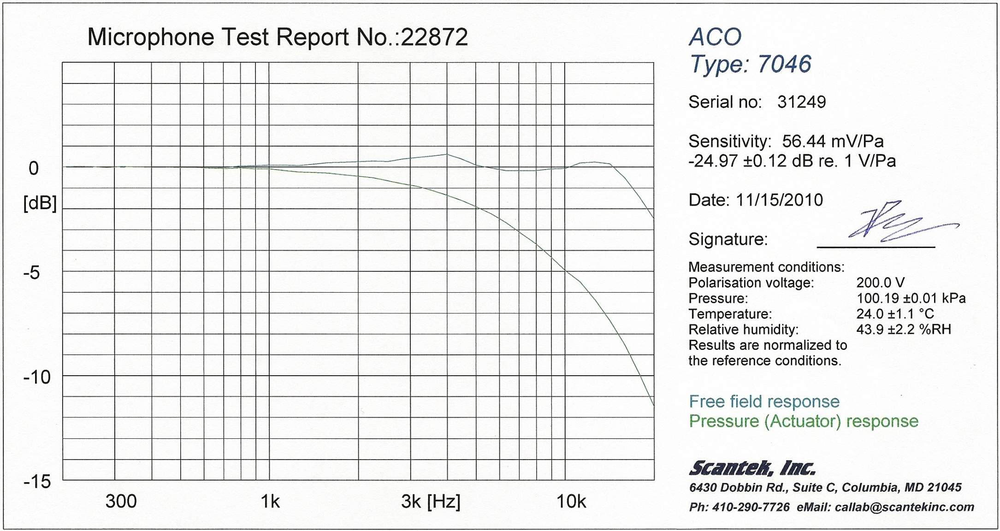 Microphone Test Report No.:22872
0
[dB]
-5
-10
-15
300
1k
3k [Hz]
10k
ACO
Type: 7046
Serial no: 31249
Sensitivity: 56.44 mV/Pa
-24.97 ±0.12 dB re. 1 V/Pa
Date: 11/15/2010
Signature:
Measurement conditions:
Polarisation voltage: 200.0 V
Pressure: 100.19 ±0.01 kPa
Temperature: 24.0 ±1.1 °C
Relative humidity: 43.9 ±2.2 %RH
Results are normalized to
the reference conditions.
Free field response
Pressure (Actuator) response
Scantek, Inc.
6430 Dobbin Rd., Suite C, Columbia, MD 21045
Ph: 410-290-7726 eMail: callab@scantekinc.com